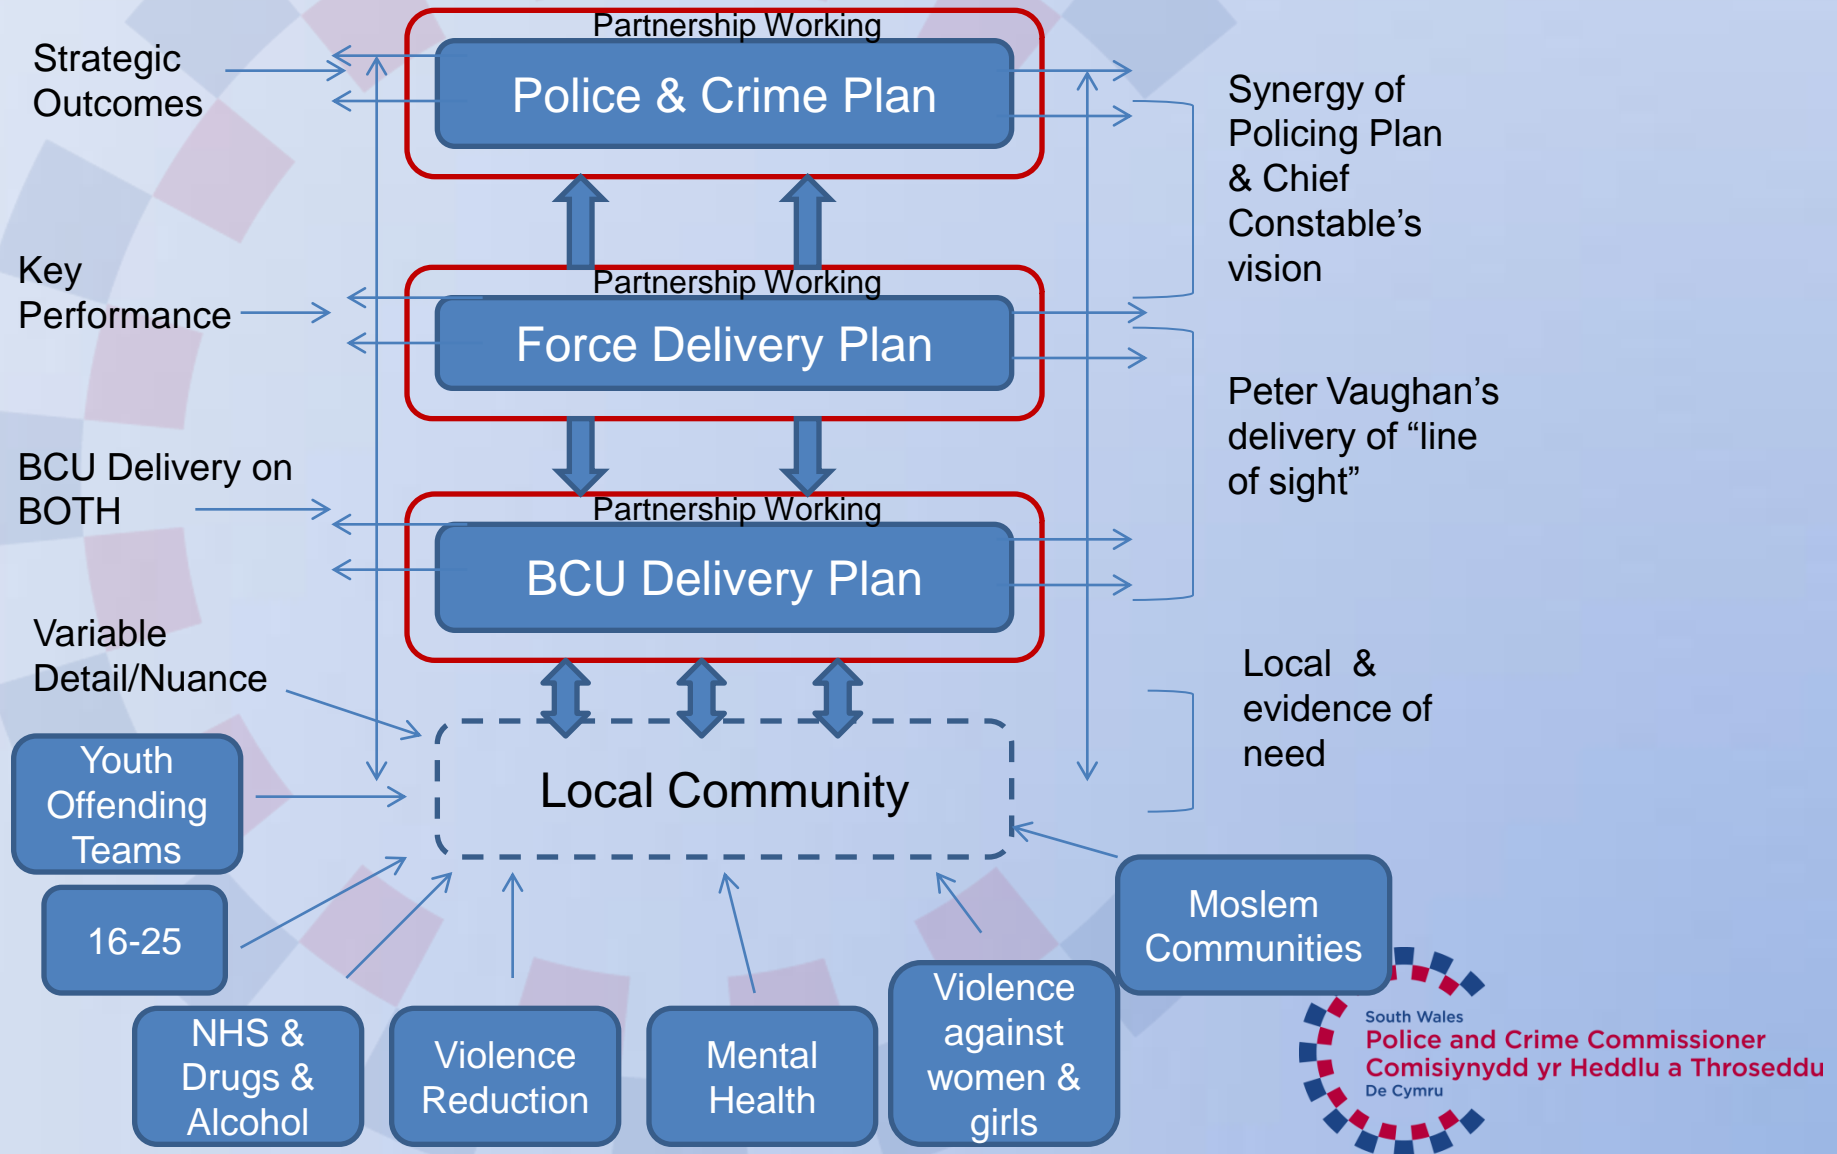 Partnership Working
Police & Crime Plan
Strategic
Outcomes
Synergy of
Policing Plan
& Chief
Constable’s
vision
Key
Performance
Partnership Working
Force Delivery Plan
Peter Vaughan’s
delivery of “line
of sight”
BCU Delivery on
BOTH
Partnership Working
BCU Delivery Plan
Variable
Detail/Nuance
Local &
evidence of
need
Local Community
Youth
Offending
Teams
16-25
NHS &
Drugs &
Alcohol
Violence
Reduction
Mental
Health
Violence
against
women &
girls
Moslem
Communities
South Wales
Police and Crime Commissioner
Comisiynydd yr Heddlu a Throseddu
De Cymru